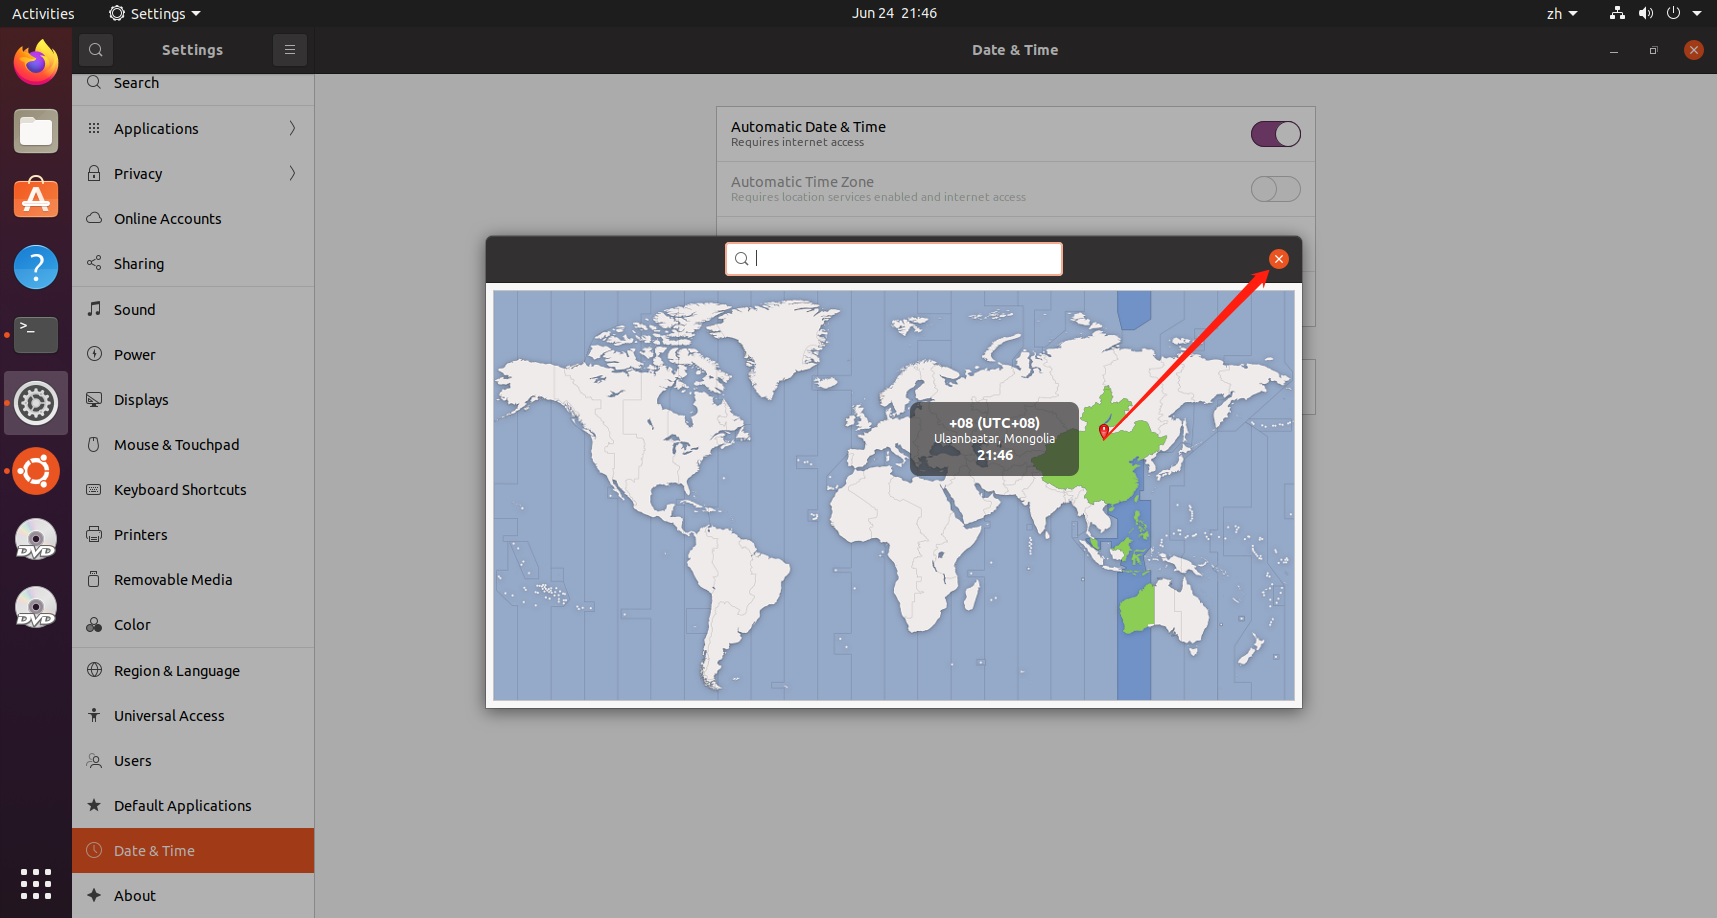 Activities
Settings
Jun 24 21:46
zh
Settings
Date & Time
Search
Applications
Privacy
Online Accounts
Sharing
Sound
Power
Displays
Mouse & Touchpad
Keyboard Shortcuts
Printers
Removable Media
Color
Region & Language
Universal Access
Users
Default Applications
Date & Time
About
Automatic Date & Time
Requires internet access
Automatic Time Zone
Requires location services enabled and internet access
+08 (UTC+08)
Ulaanbaatar, Mongolia
21:46
>_
?
DVD
DVD